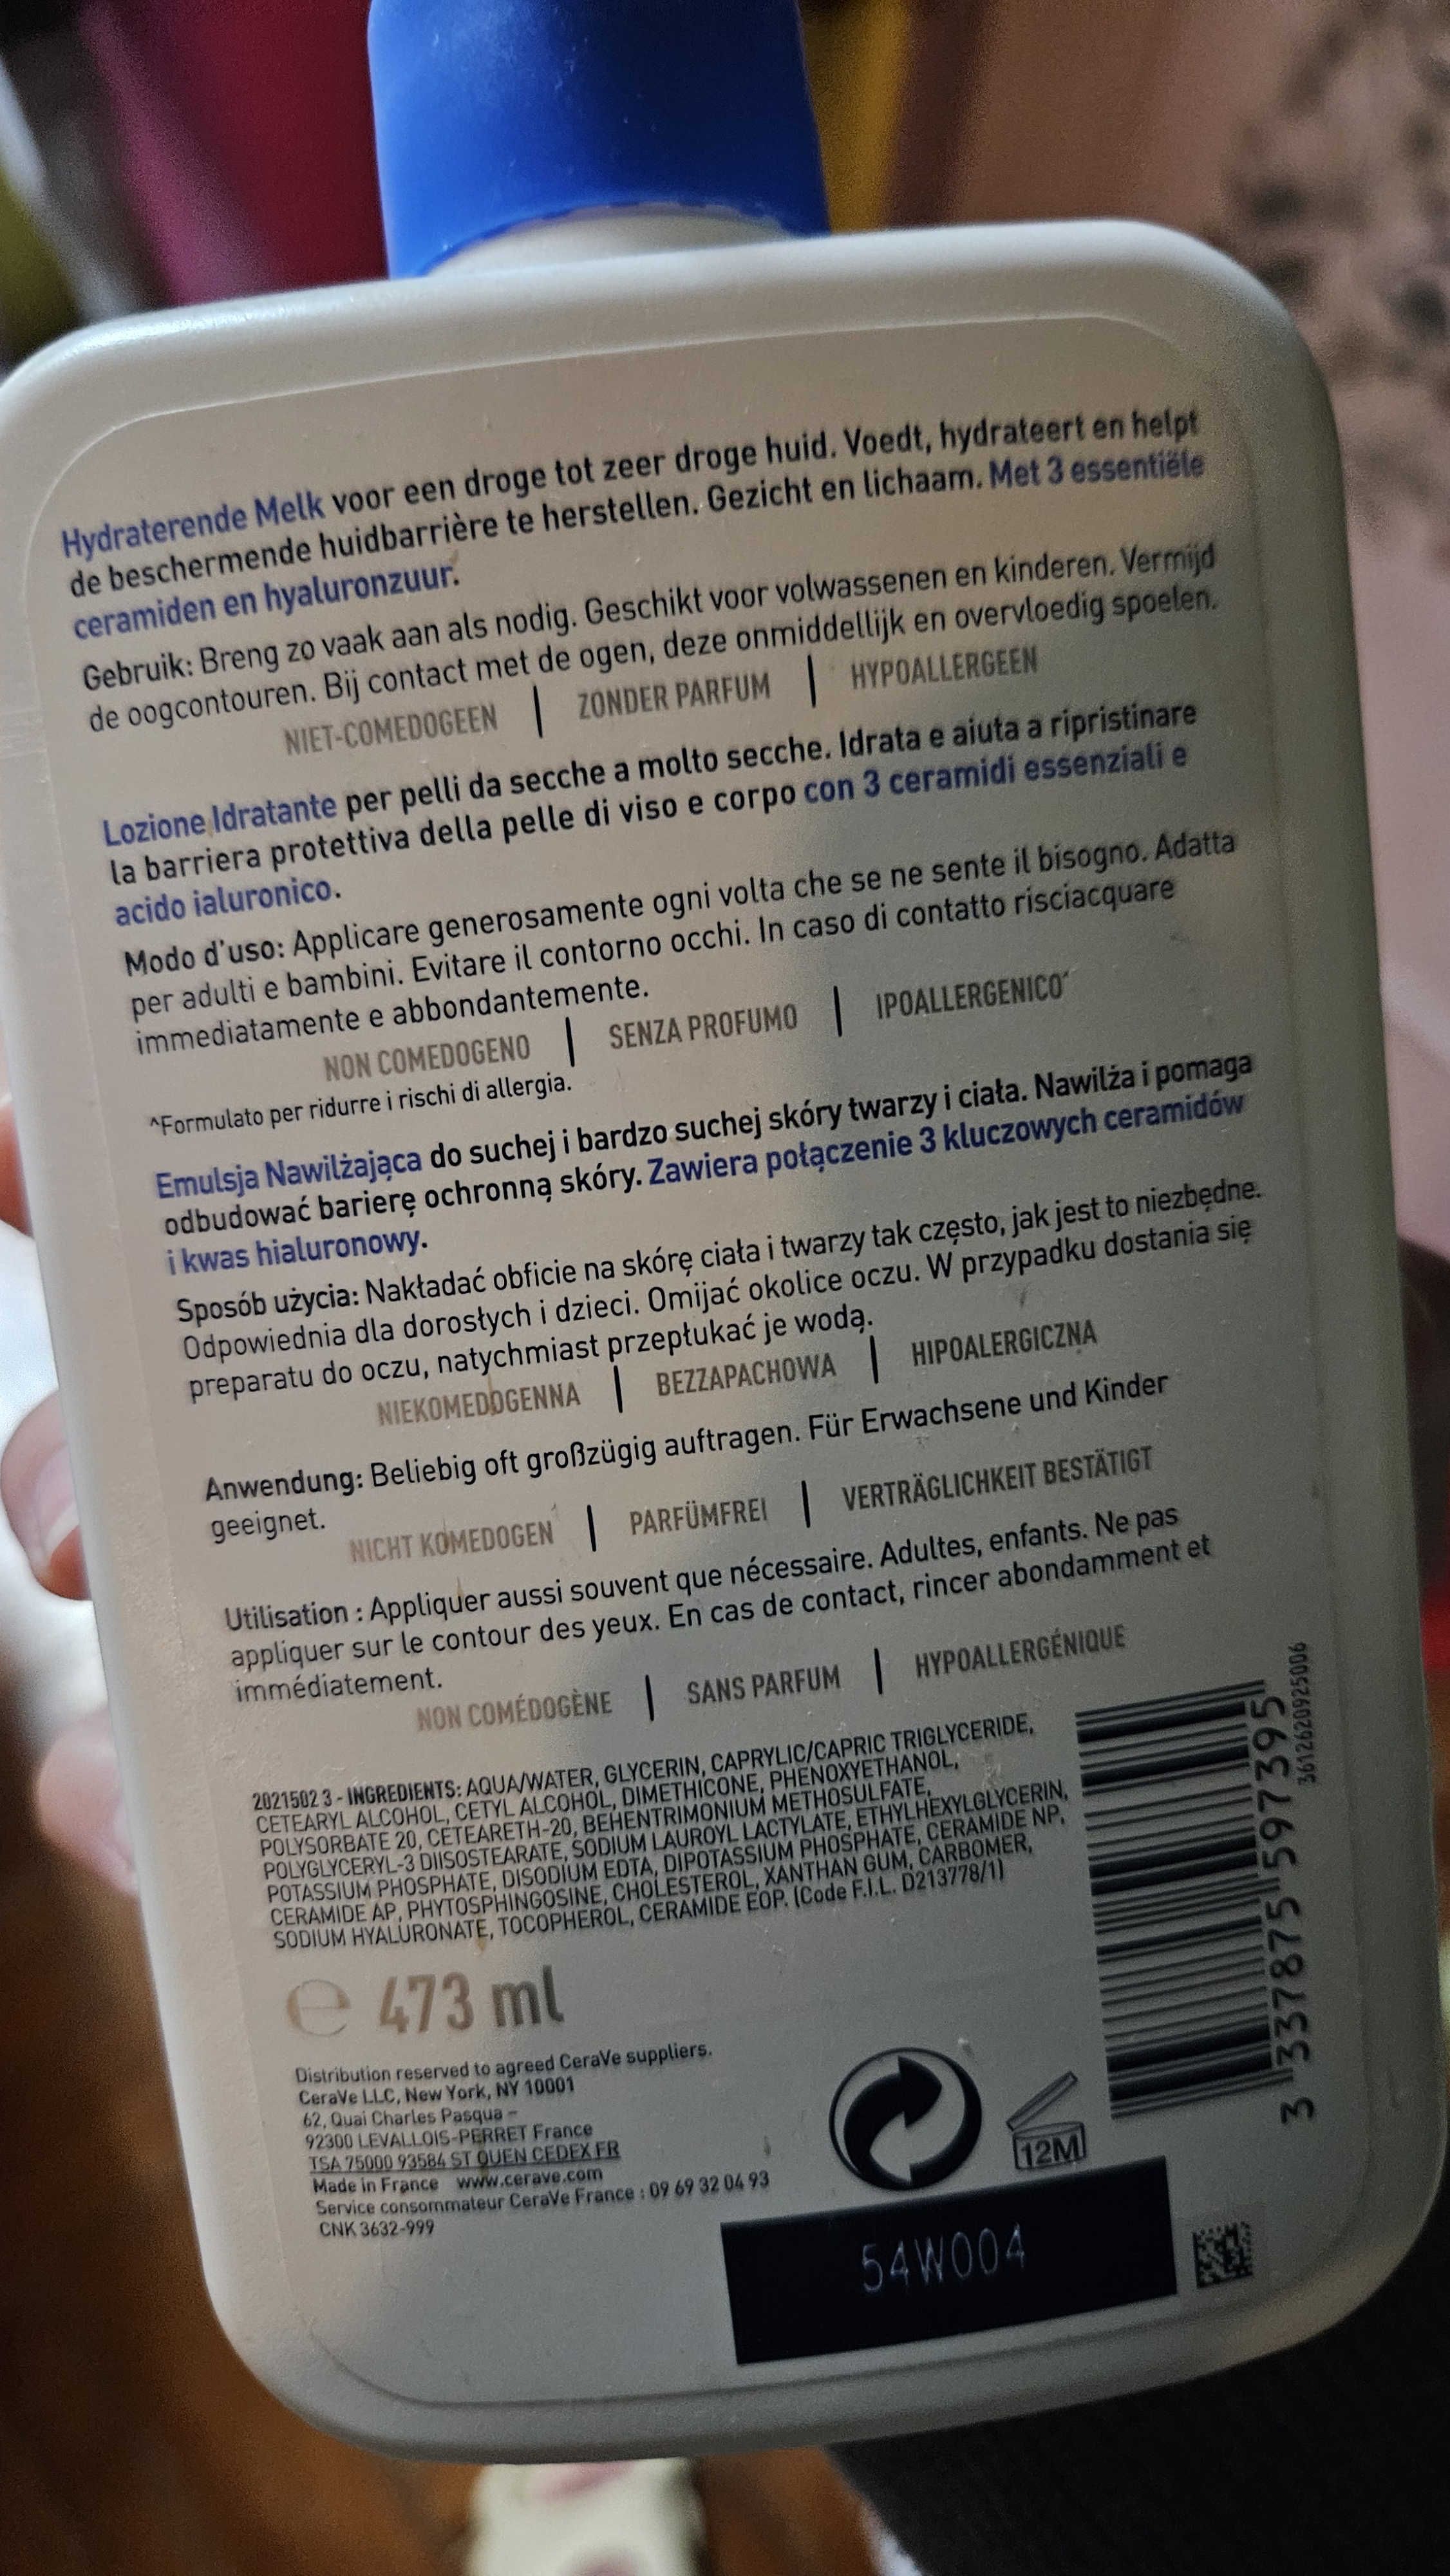 Hydraterende Melk voor een droge tot zeer droge huid. Voedt, hydrateert en helpt
de beschermende huidbarrière te herstellen. Gezicht en lichaam. Met 3 essentiële
ceramiden en hyaluronzuur.
Gebruik: Breng zo vaak aan als nodig. Geschikt voor volwassenen en kinderen. Vermijd
de oogcontouren. Bij contact met de ogen, deze onmiddellijk en overvloedig spoelen.
NIET-COMEDOGEEN | ZONDER PARFUM | HYPOALLERGEEN
Lozione Idratante per pelli da secche a molto secche. Idrata e aiuta a ripristinare
la barriera protettiva della pelle di viso e corpo con 3 ceramidi essenziali e
acido ialuronico.
Modo d'uso: Applicare generosamente ogni volta che se ne sente il bisogno. Adatta
per adulti e bambini. Evitare il contorno occhi. In caso di contatto risciacquare
immediatamente e abbondantemente.
NON COMEDOGENO | SENZA PROFUMO | IPOALLERGENICO^
^Formulato per ridurre i rischi di allergia.
Emulsja Nawilżająca do suchej i bardzo suchej skóry twarzy i ciała. Nawilża i pomaga
odbudować barierę ochronną skóry. Zawiera połączenie 3 kluczowych ceramidów
i kwas hialuronowy.
Sposób użycia: Nakładać obficie na skórę ciała i twarzy tak często, jak jest to niezbędne.
Odpowiednia dla dorosłych i dzieci. Omijać okolice oczu. W przypadku dostania się
preparatu do oczu, natychmiast przepłukać je wodą.
NIEKOMEDOGENNA | BEZZAPACHOWA | HIPOALERGICZNA
Anwendung: Beliebig oft großzügig auftragen. Für Erwachsene und Kinder
geeignet.
NICHT KOMEDOGEN | PARFÜMFREI | VERTRÄGLICHKEIT BESTÄTIGT
Utilisation : Appliquer aussi souvent que nécessaire. Adultes, enfants. Ne pas
appliquer sur le contour des yeux. En cas de contact, rincer abondamment et
immédiatement.
NON COMÉDOGÈNE | SANS PARFUM | HYPOALLERGÉNIQUE
2021502 3 - INGREDIENTS: AQUA/WATER, GLYCERIN, CAPRYLIC/CAPRIC TRIGLYCERIDE,
CETEARYL ALCOHOL, CETYL ALCOHOL, DIMETHICONE, PHENOXYETHANOL,
POLYSORBATE 20, CETEARETH-20, BEHENTRIMONIUM METHOSULFATE,
POLYGLYCERYL-3 DIISOSTEARATE, SODIUM LAUROYL LACTYLATE, ETHYLHEXYLGLYCERIN,
POTASSIUM PHOSPHATE, DISODIUM EDTA, DIPOTASSIUM PHOSPHATE, CERAMIDE NP,
CERAMIDE AP, PHYTOSPHINGOSINE, CHOLESTEROL, XANTHAN GUM, CARBOMER,
SODIUM HYALURONATE, TOCOPHEROL, CERAMIDE EOP. (Code F.I.L. D213778/1)
3 337875 597395
3612620925006
e 473 ml
Distribution reserved to agreed CeraVe suppliers.
CeraVe LLC, New York, NY 10001
62, Quai Charles Pasqua –
92300 LEVALLOIS-PERRET France
TSA 75000 93584 ST OUEN CEDEX FR
Made in France www.cerave.com
Service consommateur CeraVe France : 09 69 32 04 93
CNK 3632-999
12M
54W004